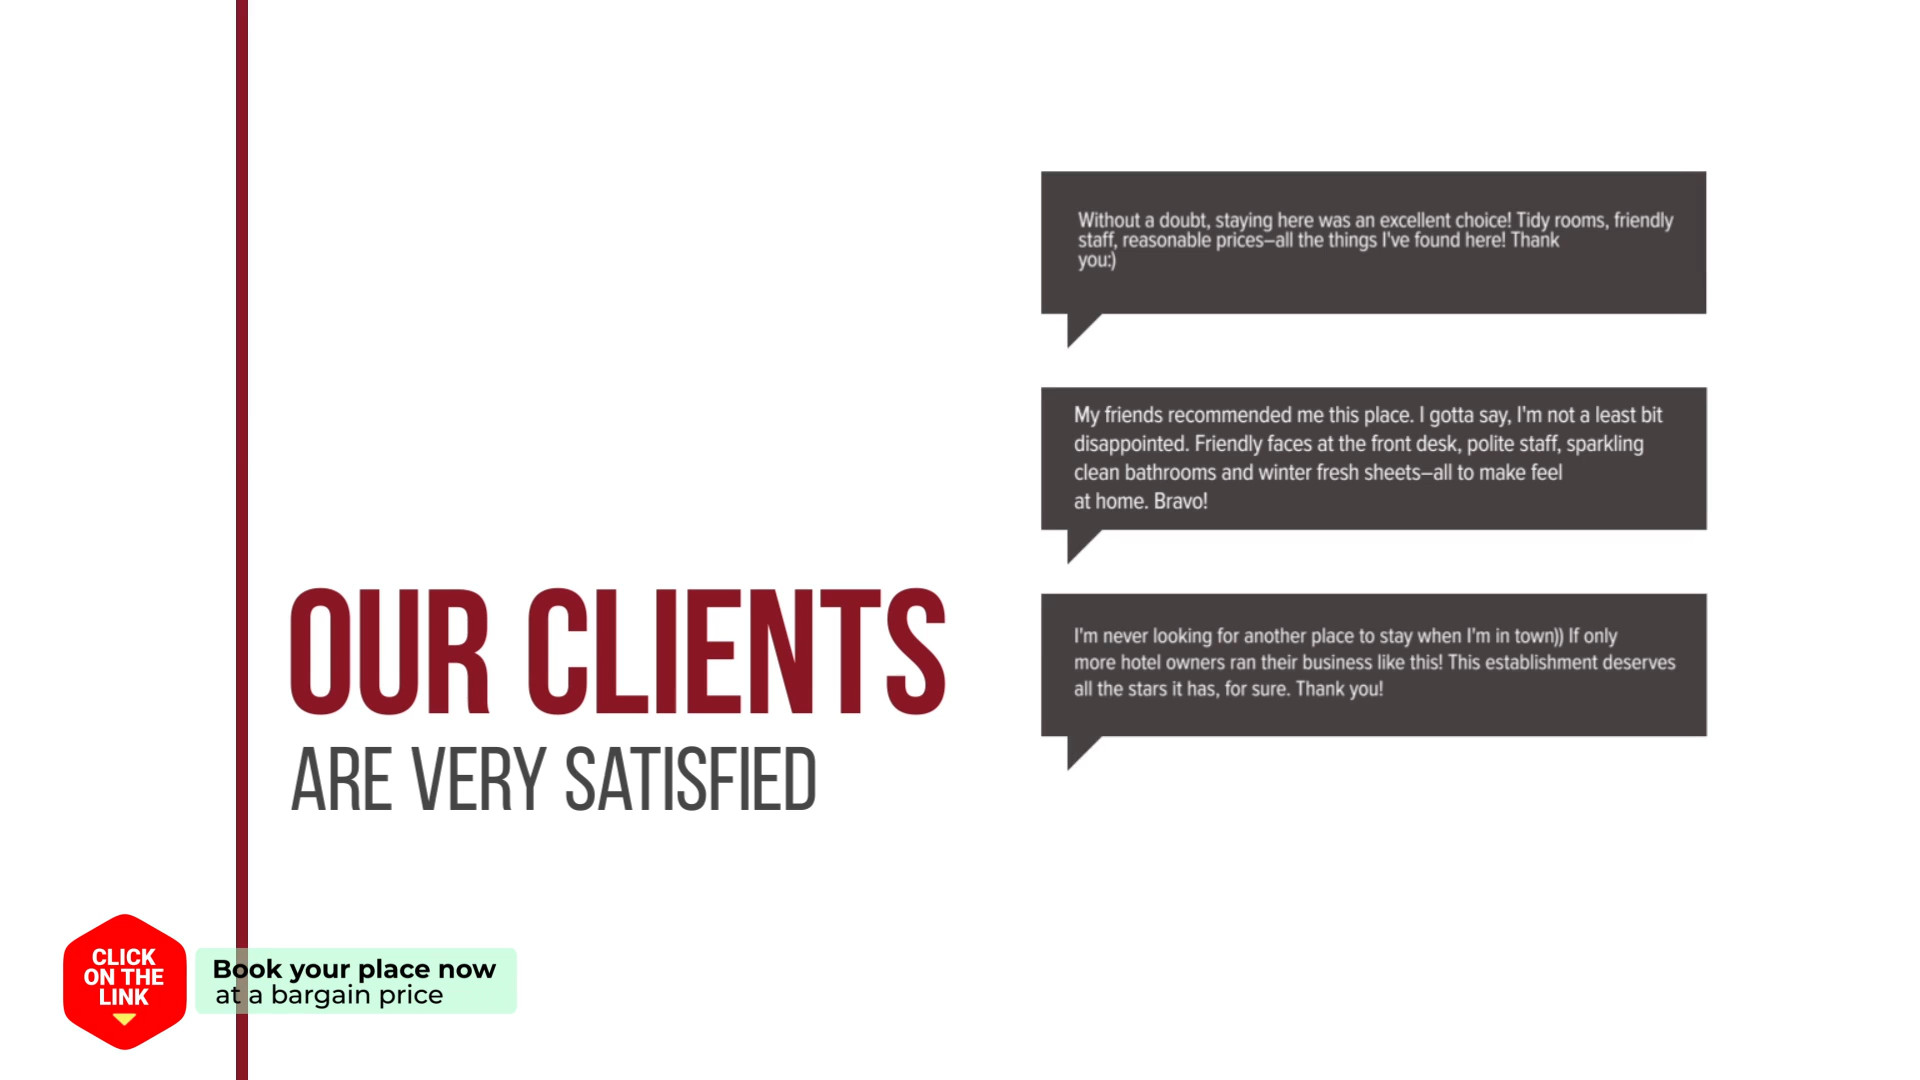 Without a doubt, staying here was an excellent choice! Tidy rooms, friendly
staff, reasonable prices–all the things I've found here! Thank
you:)
My friends recommended me this place. I gotta say, I'm not a least bit
disappointed. Friendly faces at the front desk, polite staff, sparkling
clean bathrooms and winter fresh sheets–all to make feel
at home. Bravo!
I'm never looking for another place to stay when I'm in town)) If only
more hotel owners ran their business like this! This establishment deserves
all the stars it has, for sure. Thank you!
OUR CLIENTS
ARE VERY SATISFIED
CLICK
ON THE
LINK
Book your place now
at a bargain price